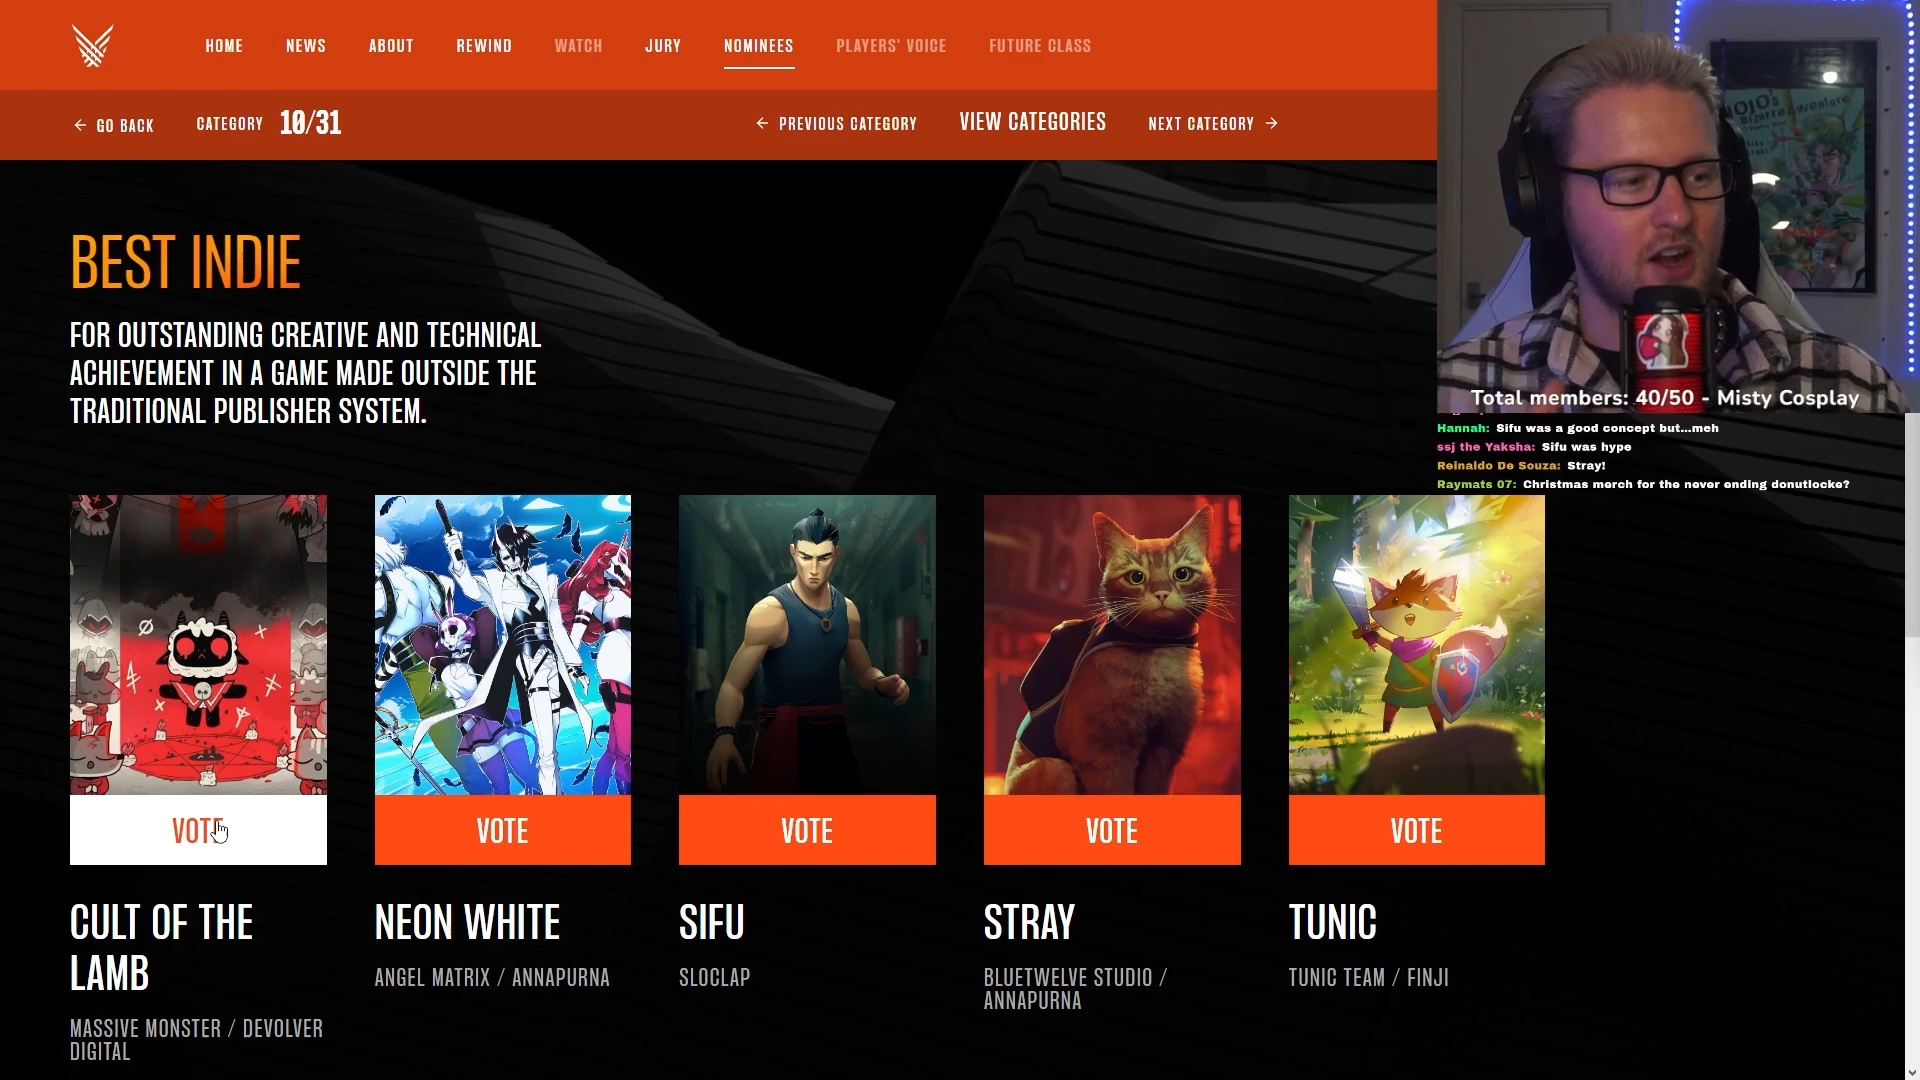 HOME NEWS ABOUT REWIND WATCH JURY NOMINEES PLAYERS' VOICE FUTURE CLASS
← GO BACK CATEGORY 10/31 ← PREVIOUS CATEGORY VIEW CATEGORIES NEXT CATEGORY →
BEST INDIE
FOR OUTSTANDING CREATIVE AND TECHNICAL
ACHIEVEMENT IN A GAME MADE OUTSIDE THE
TRADITIONAL PUBLISHER SYSTEM.
Total members: 40/50 - Misty Cosplay
Hannah: Sifu was a good concept but...meh
ssj the Yaksha: Sifu was hype
Reinaldo De Souza: Stray!
Raymats 07: Christmas merch for the never ending donutlocke?
VOTE VOTE VOTE VOTE VOTE
CULT OF THE
LAMB
MASSIVE MONSTER / DEVOLVER
DIGITAL
NEON WHITE
ANGEL MATRIX / ANNAPURNA
SIFU
SLOCLAP
STRAY
BLUETWELVE STUDIO /
ANNAPURNA
TUNIC
TUNIC TEAM / FINJI